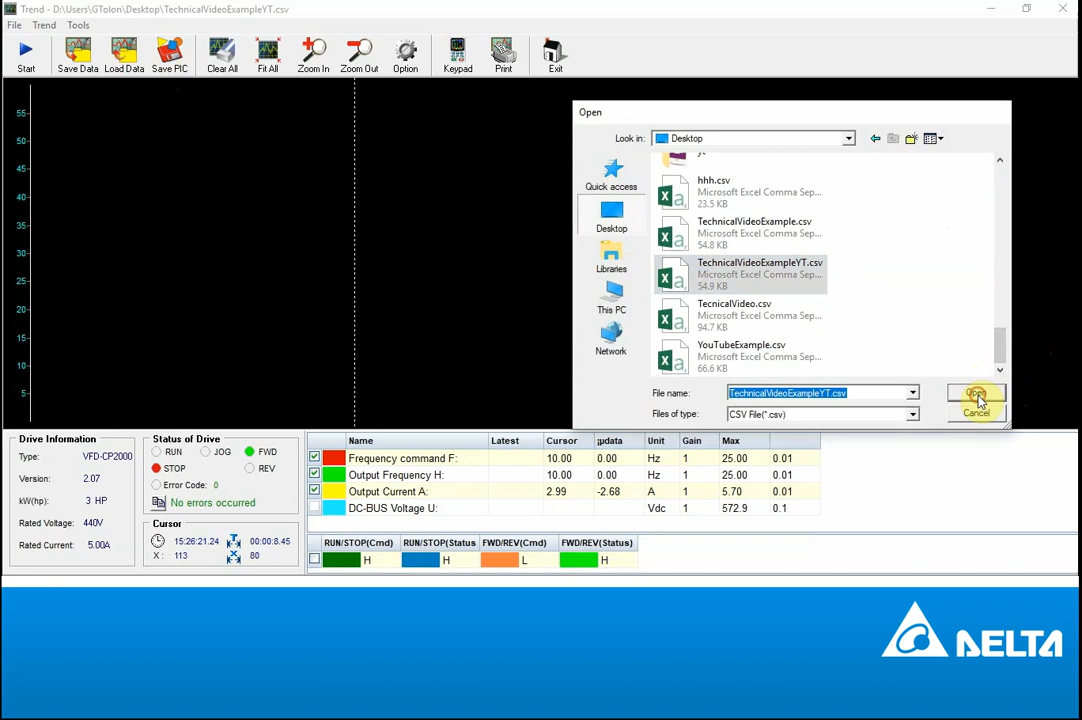 Trend - D:\Users\GTolon\Desktop\TechnicalVideoExampleYT.csv
File Trend Tools
Start Save Data Load Data Save PIC Clear All Fit All Zoom In Zoom Out Option Keypad Print Exit
55
50
45
40
35
30
25
20
15
10
5
Open
Look in: Desktop
Quick access
Desktop
Libraries
This PC
Network
hhh.csv
Microsoft Excel Comma Sep...
23.5 KB
TechnicalVideoExample.csv
Microsoft Excel Comma Sep...
54.8 KB
TechnicalVideoExampleYT.csv
Microsoft Excel Comma Sep...
54.9 KB
TecnicalVideo.csv
Microsoft Excel Comma Sep...
94.7 KB
YouTubeExample.csv
Microsoft Excel Comma Sep...
66.6 KB
File name: TechnicalVideoExampleYT.csv Open
Files of type: CSV File(*.csv) Cancel
Drive Information
Type: VFD-CP2000
Version: 2.07
kW(hp): 3 HP
Rated Voltage: 440V
Rated Current: 5.00A
Status of Drive
RUN JOG FWD
STOP REV
Error Code: 0
No errors occurred
Cursor
15:26:21.24 T 00:00:8.45
X : 113 X 80
Name Latest Cursor µdata Unit Gain Max
Frequency command F: 10.00 0.00 Hz 1 25.00 0.01
Output Frequency H: 10.00 0.00 Hz 1 25.00 0.01
Output Current A: 2.99 -2.68 A 1 5.70 0.01
DC-BUS Voltage U: Vdc 1 572.9 0.1
RUN/STOP(Cmd) RUN/STOP(Status FWD/REV(Cmd) FWD/REV(Status)
H H L H
DELTA